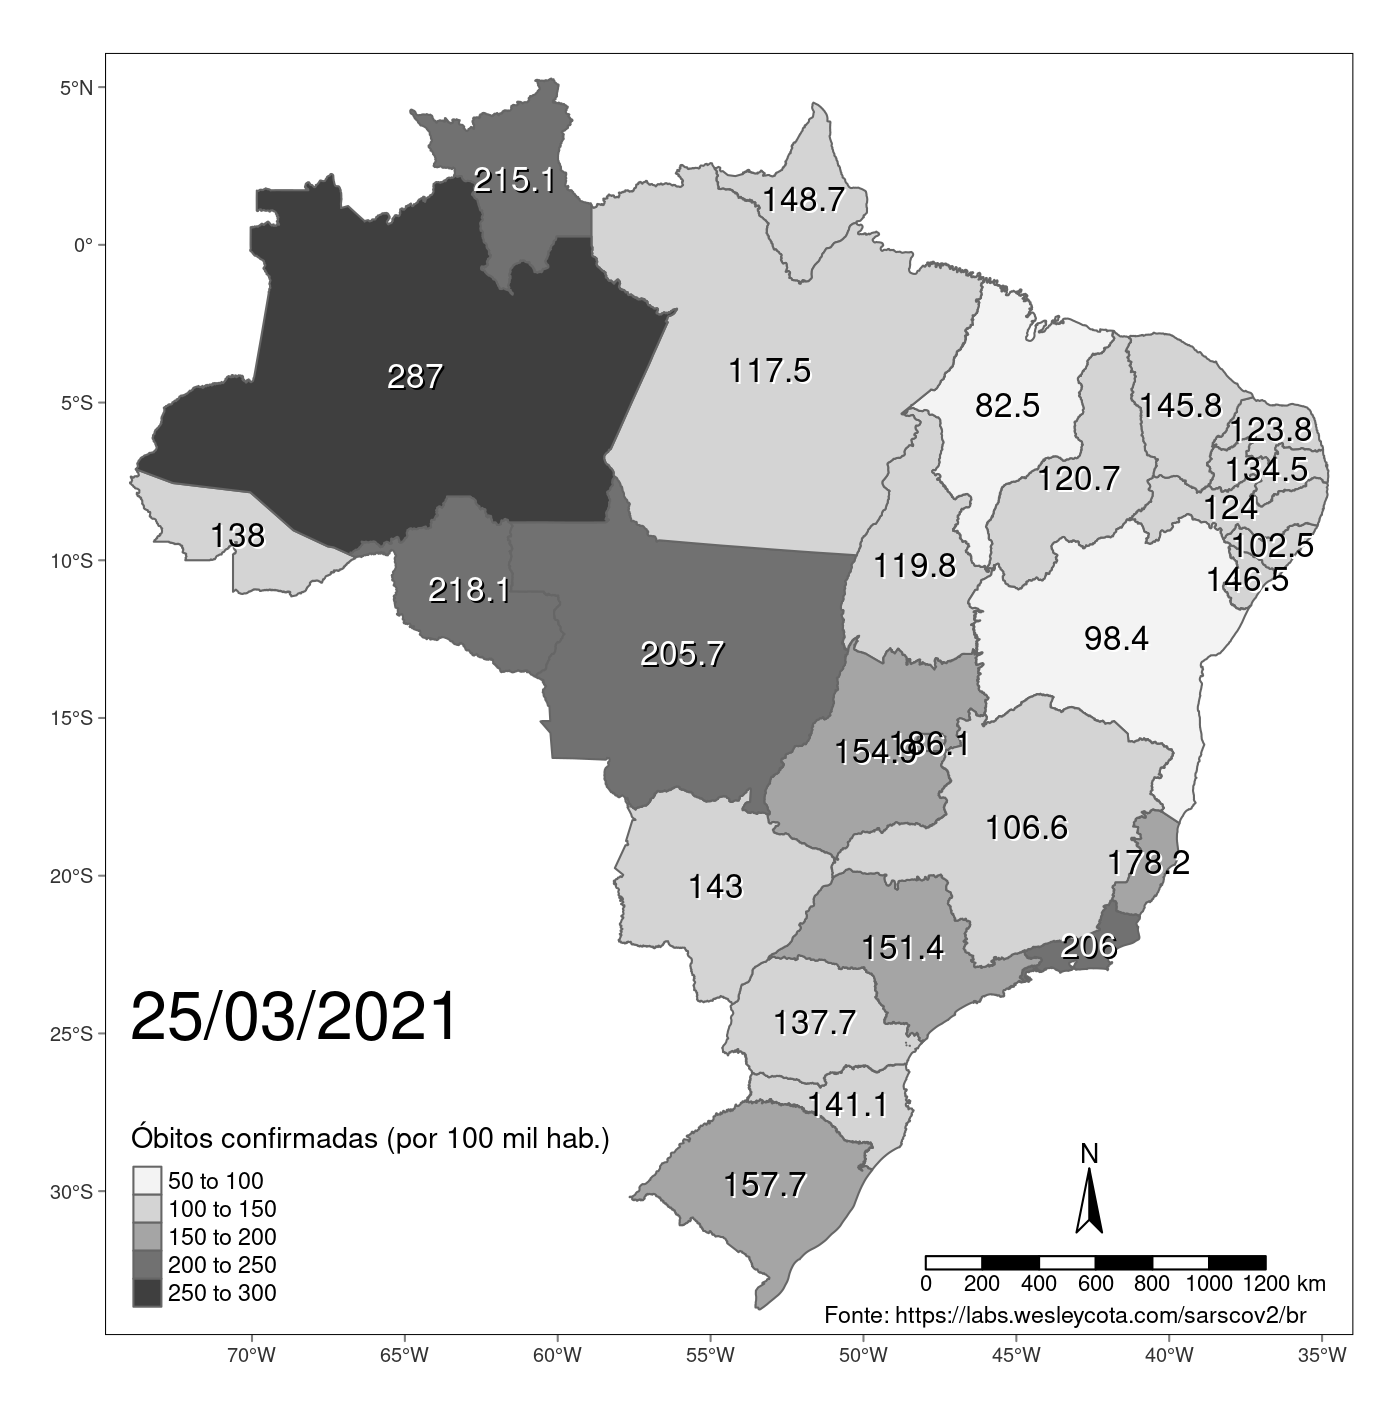 5°N
0°
5°S
10°S
15°S
20°S
25°S
30°S
215.1
148.7
287
117.5
82.5
145.8
123.8
134.5
120.7
124
102.5
146.5
138
119.8
218.1
98.4
205.7
154.9
186.1
106.6
178.2
143
151.4
206
137.7
141.1
157.7
25/03/2021
Óbitos confirmadas (por 100 mil hab.)
50 to 100
100 to 150
150 to 200
200 to 250
250 to 300
N
0 200 400 600 800 1000 1200 km
Fonte: https://labs.wesleycota.com/sarscov2/br
70°W 65°W 60°W 55°W 50°W 45°W 40°W 35°W